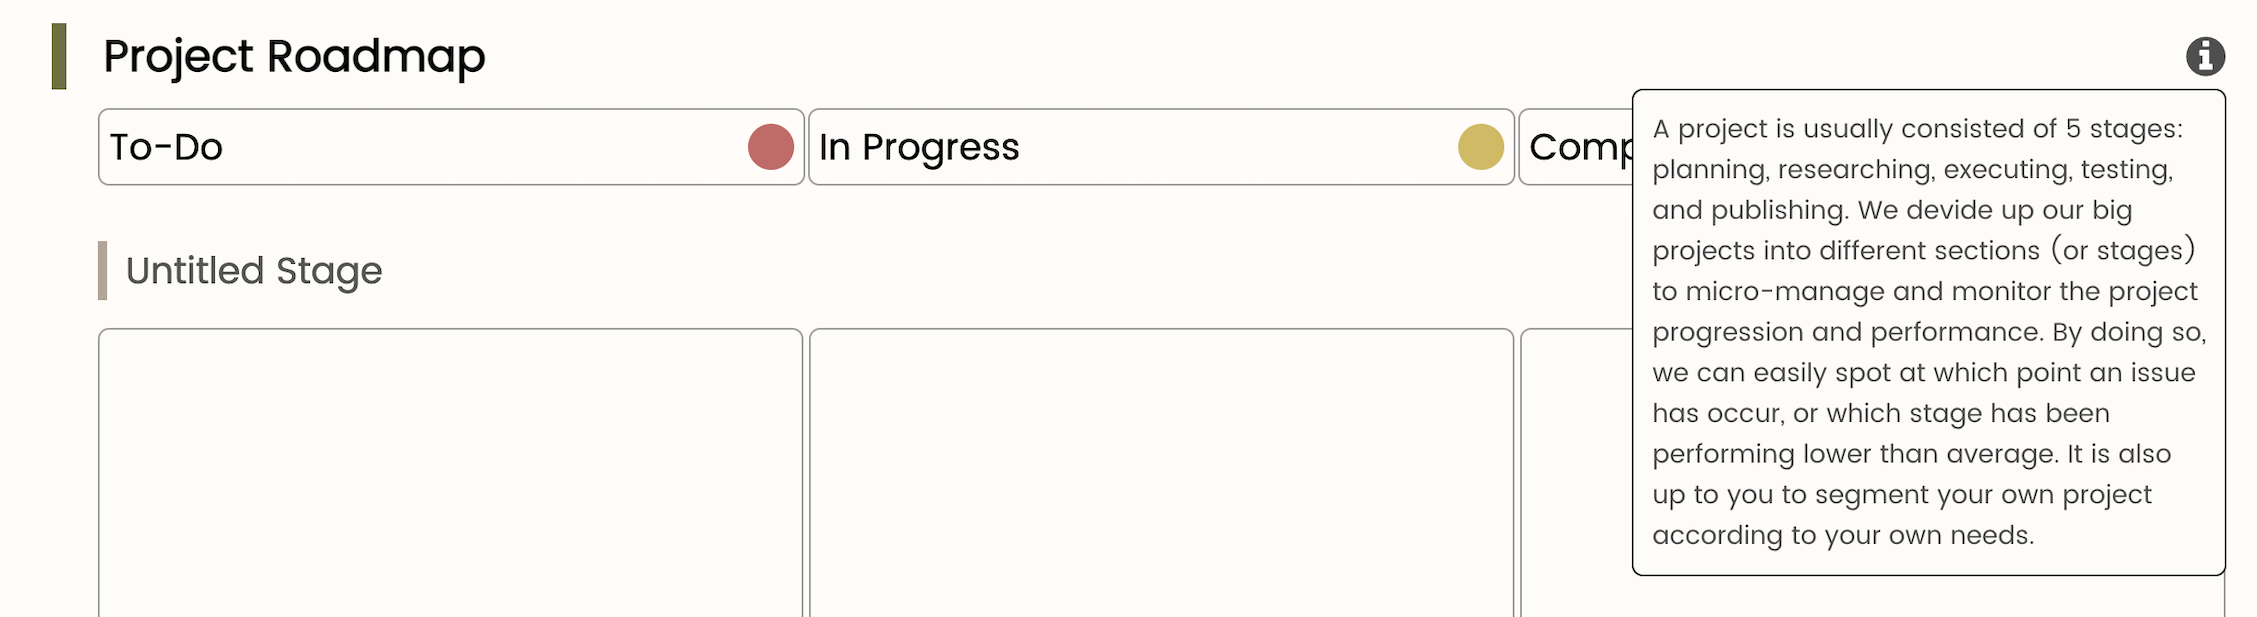 Project Roadmap
To-Do
In Progress
Comp
A project is usually consisted of 5 stages:
planning, researching, executing, testing,
and publishing. We devide up our big
projects into different sections (or stages)
to micro-manage and monitor the project
progression and performance. By doing so,
we can easily spot at which point an issue
has occur, or which stage has been
performing lower than average. It is also
up to you to segment your own project
according to your own needs.
Untitled Stage